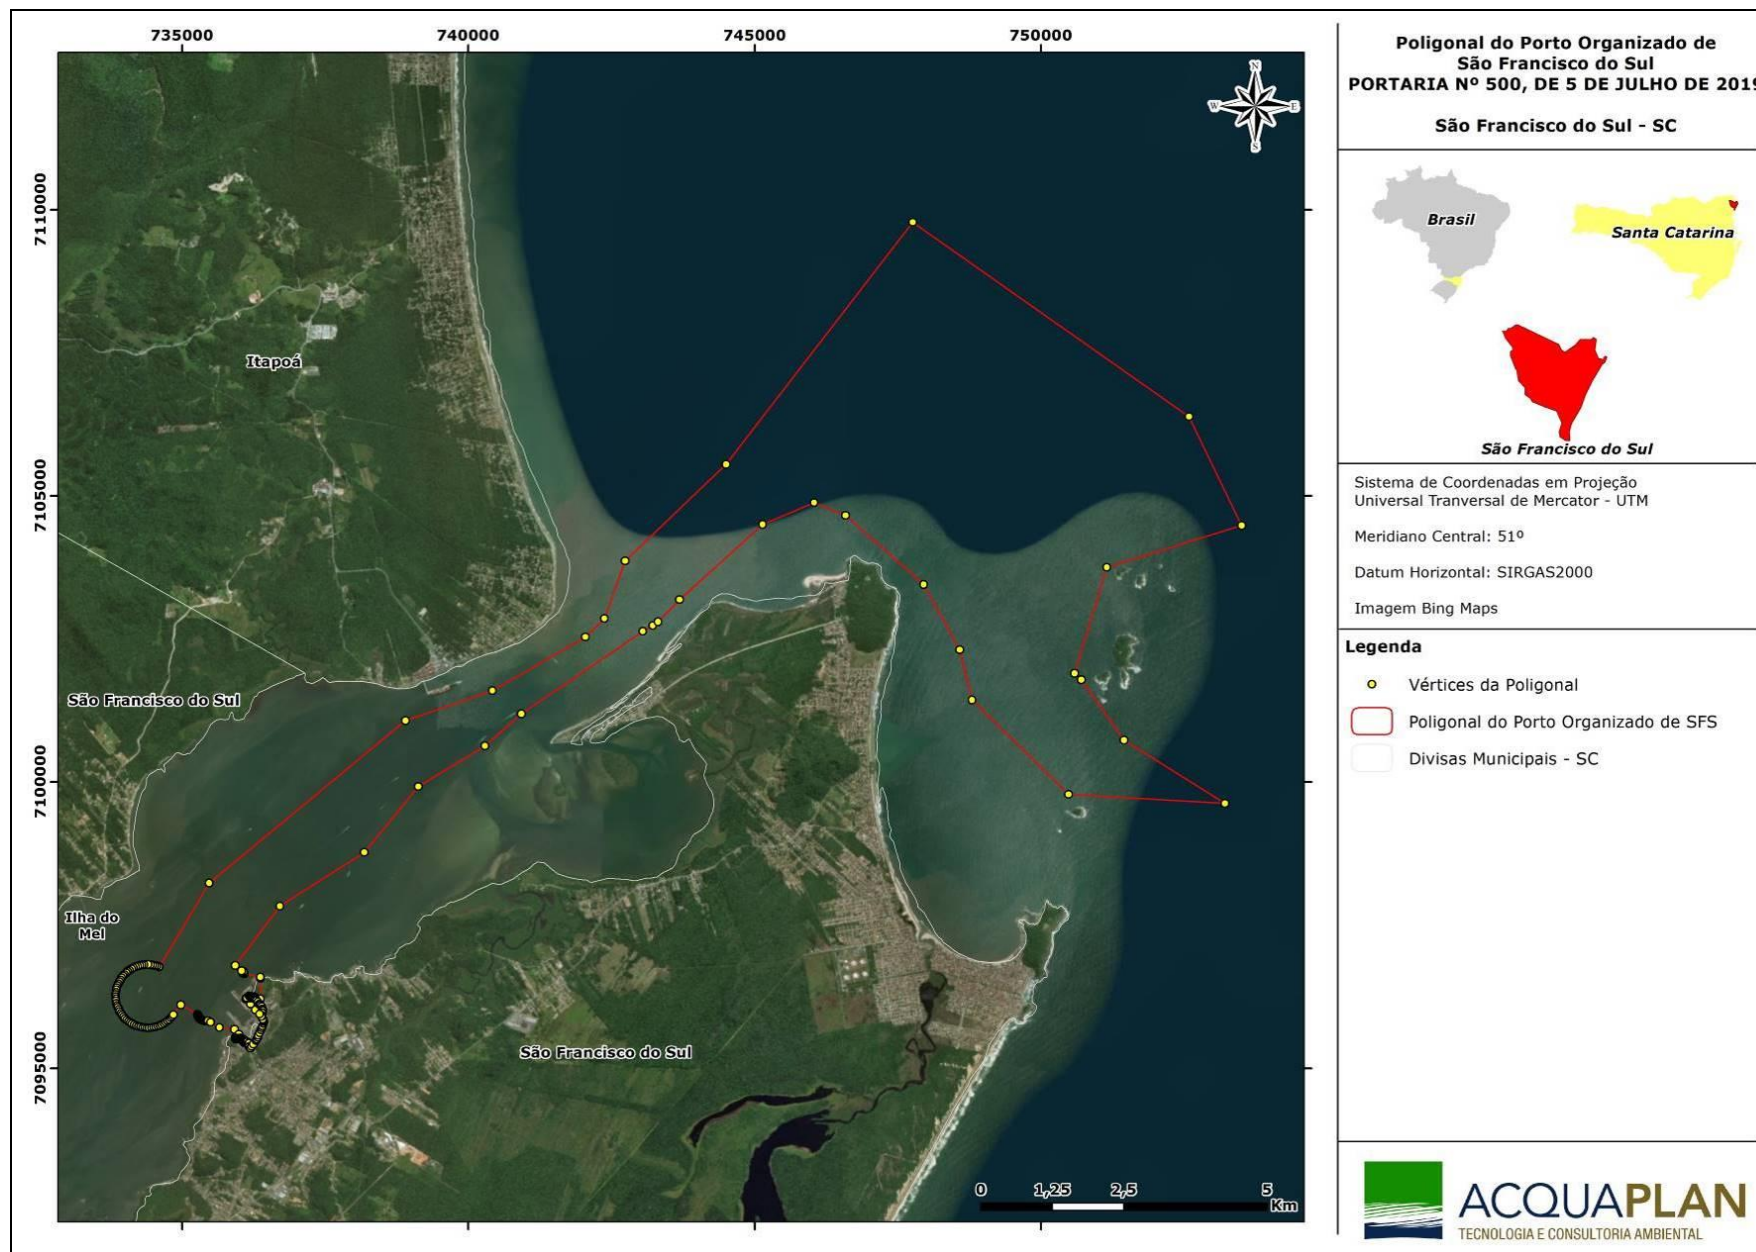 735000
740000
745000
750000
7110000
7105000
7100000
7095000
N
W
E
S
Itapoá
São Francisco do Sul
Ilha do
Mel
São Francisco do Sul
0
1,25
2,5
5
Km
Poligonal do Porto Organizado de
São Francisco do Sul
PORTARIA Nº 500, DE 5 DE JULHO DE 2019
São Francisco do Sul - SC
Brasil
Santa Catarina
São Francisco do Sul
Sistema de Coordenadas em Projeção
Universal Tranversal de Mercator - UTM
Meridiano Central: 51º
Datum Horizontal: SIRGAS2000
Imagem Bing Maps
Legenda
Vértices da Poligonal
Poligonal do Porto Organizado de SFS
Divisas Municipais - SC
ACQUAPLAN
TECNOLOGIA E CONSULTORIA AMBIENTAL